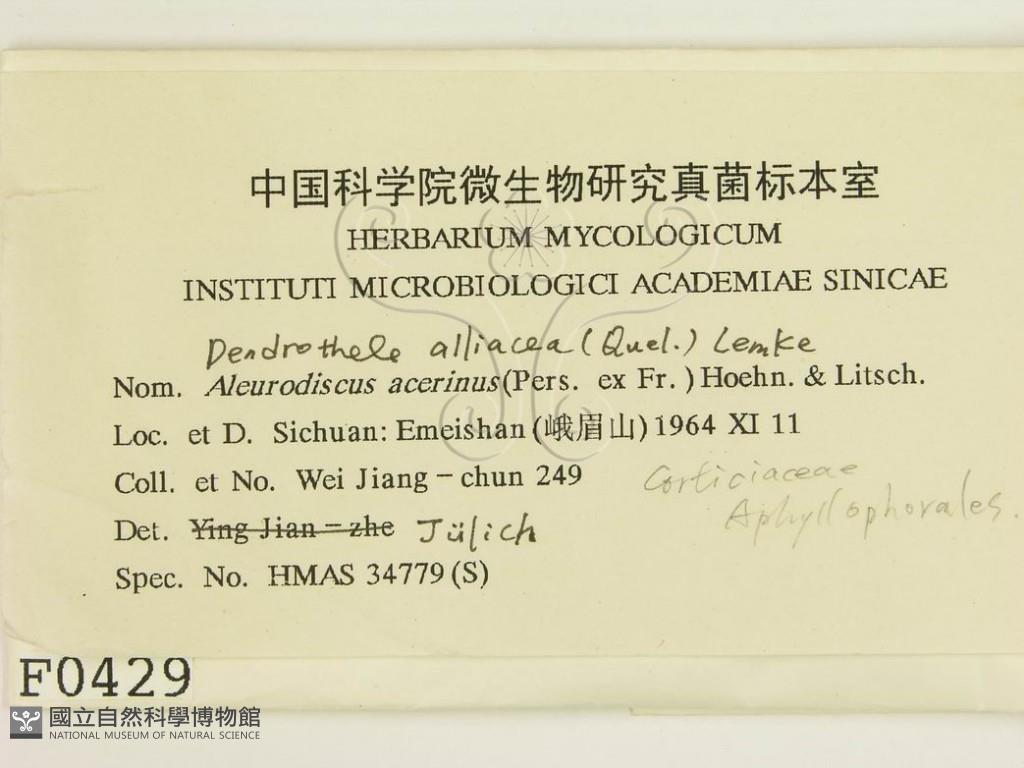 中国科学院微生物研究真菌标本室
HERBARIUM MYCOLOGICUM
INSTITUTI MICROBIOLOGICI ACADEMIAE SINICAE
Dendrothele alliacea (Quel.) Lemke
Nom. Aleurodiscus acerinus (Pers. ex Fr.) Hoehn. & Litsch.
Loc. et D. Sichuan: Emeishan (峨眉山) 1964 XI 11
Coll. et No. Wei Jiang-chun 249
Corticiaceae
Aphyllophorales.
Det. Ying Jian-zhe Jülich
Spec. No. HMAS 34779 (S)
F0429
國立自然科學博物館
NATIONAL MUSEUM OF NATURAL SCIENCE